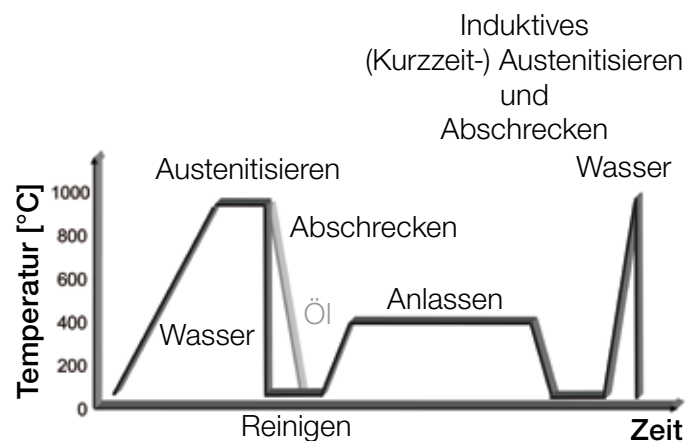 Induktives
(Kurzzeit-) Austenitisieren
und
Abschrecken
Wasser
Austenitisieren
Abschrecken
Öl
Wasser
Anlassen
Reinigen
Temperatur [°C]
1000
800
600
400
200
0
Zeit